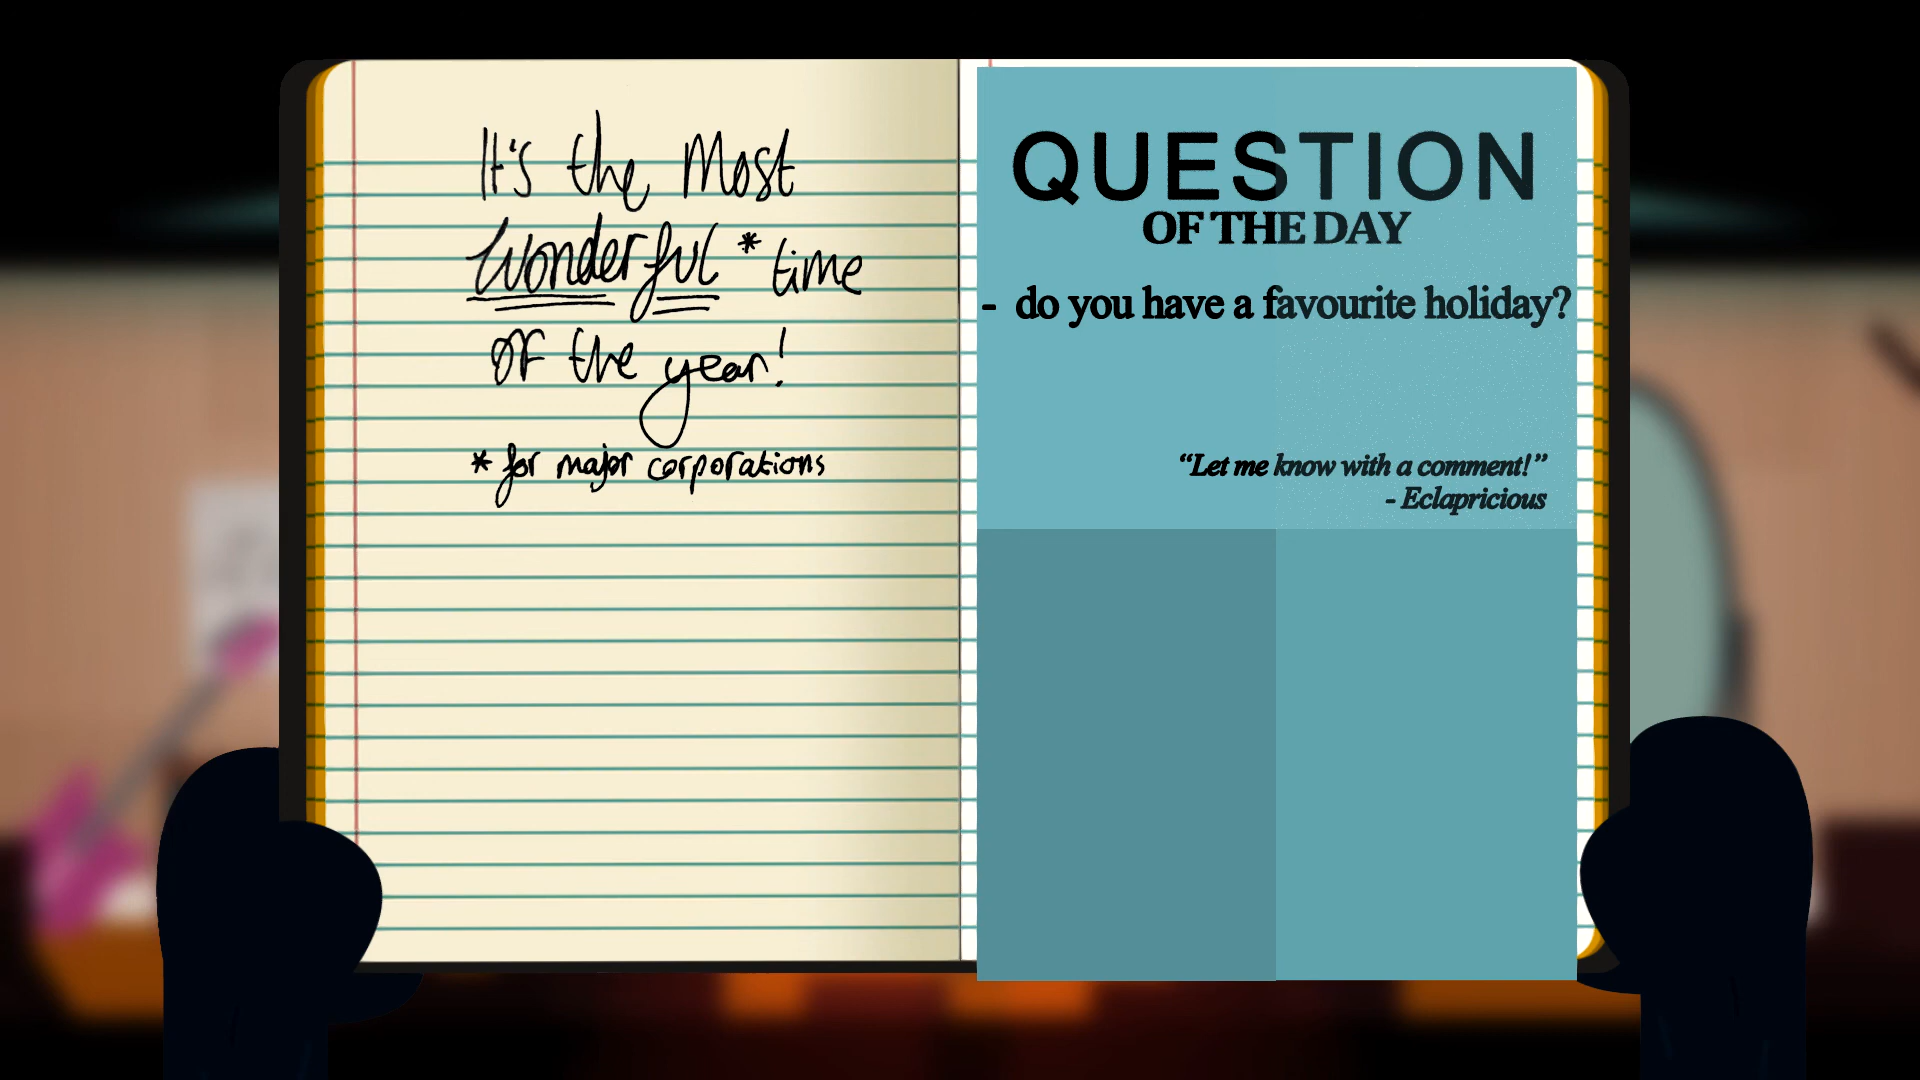 It's the Most
Wonderful * time
of the year!
* for major corporations
QUESTION
OF THE DAY
- do you have a favourite holiday?
“Let me know with a comment!”
- Eclapricious